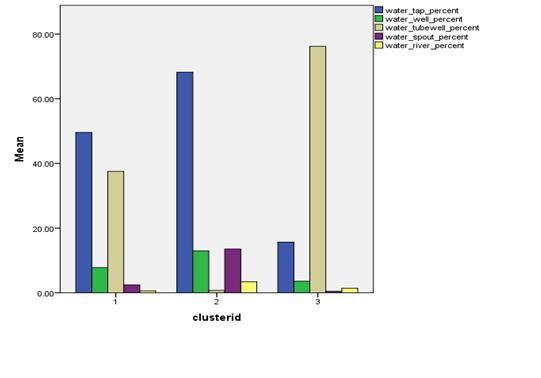 water_tap_percent
water_well_percent
water_tubewell_percent
water_spout_percent
water_river_percent
80.00
60.00
40.00
20.00
0.00
Mean
1 2 3
clusterid